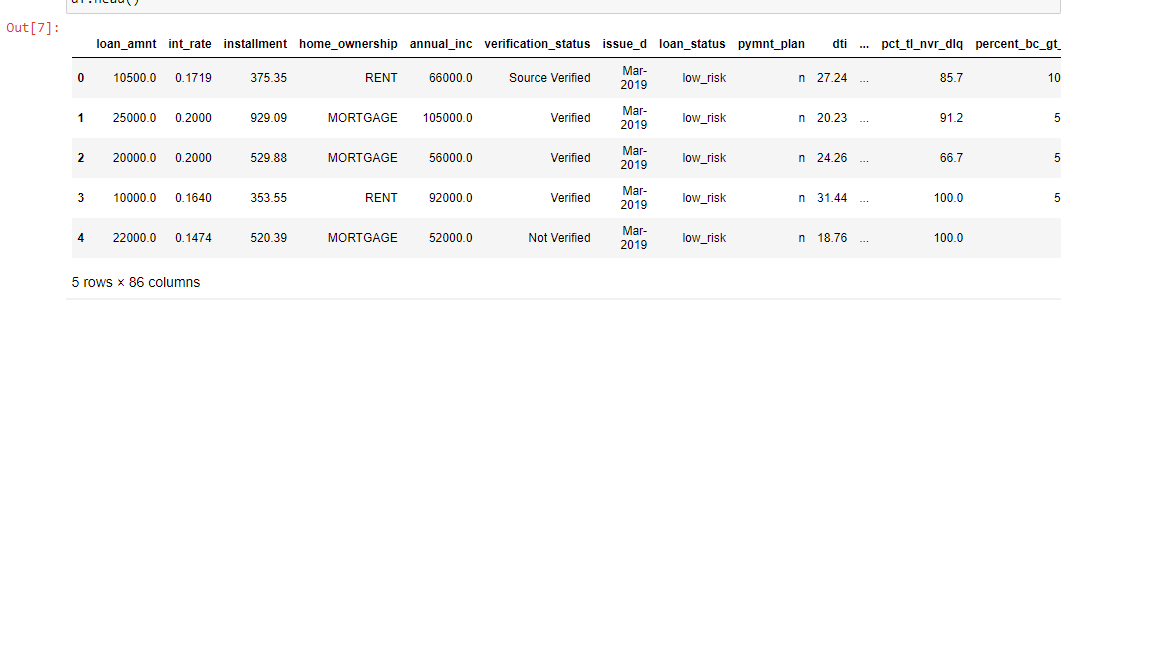 df.head()
Out[7]:
loan_amnt int_rate installment home_ownership annual_inc verification_status issue_d loan_status pymnt_plan dti ... pct_tl_nvr_dlq percent_bc_gt_
0 10500.0 0.1719 375.35 RENT 66000.0 Source Verified Mar-2019 low_risk n 27.24 ... 85.7 10
1 25000.0 0.2000 929.09 MORTGAGE 105000.0 Verified Mar-2019 low_risk n 20.23 ... 91.2 5
2 20000.0 0.2000 529.88 MORTGAGE 56000.0 Verified Mar-2019 low_risk n 24.26 ... 66.7 5
3 10000.0 0.1640 353.55 RENT 92000.0 Verified Mar-2019 low_risk n 31.44 ... 100.0 5
4 22000.0 0.1474 520.39 MORTGAGE 52000.0 Not Verified Mar-2019 low_risk n 18.76 ... 100.0
5 rows × 86 columns